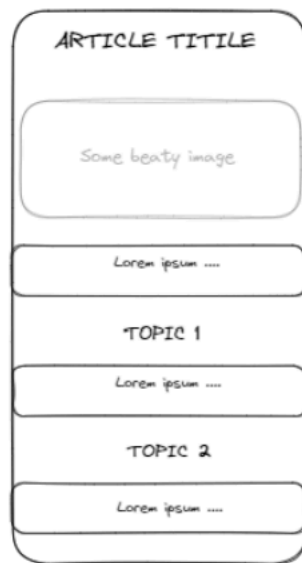 ARTICLE TITILE
Some beaty image
Lorem ipsum ....
TOPIC 1
Lorem ipsum ....
TOPIC 2
Lorem ipsum ....